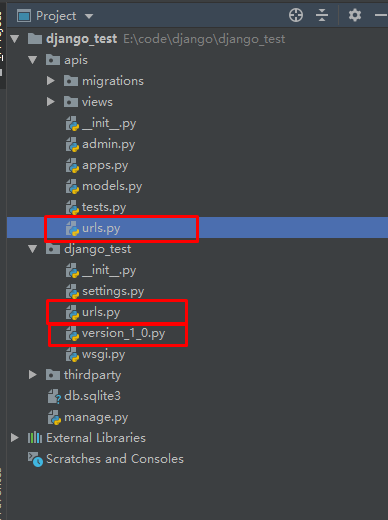 Project
django_test E:\code\django\django_test
apis
migrations
views
__init__.py
admin.py
apps.py
models.py
tests.py
urls.py
django_test
__init__.py
settings.py
urls.py
version_1_0.py
wsgi.py
thirdparty
db.sqlite3
manage.py
External Libraries
Scratches and Consoles